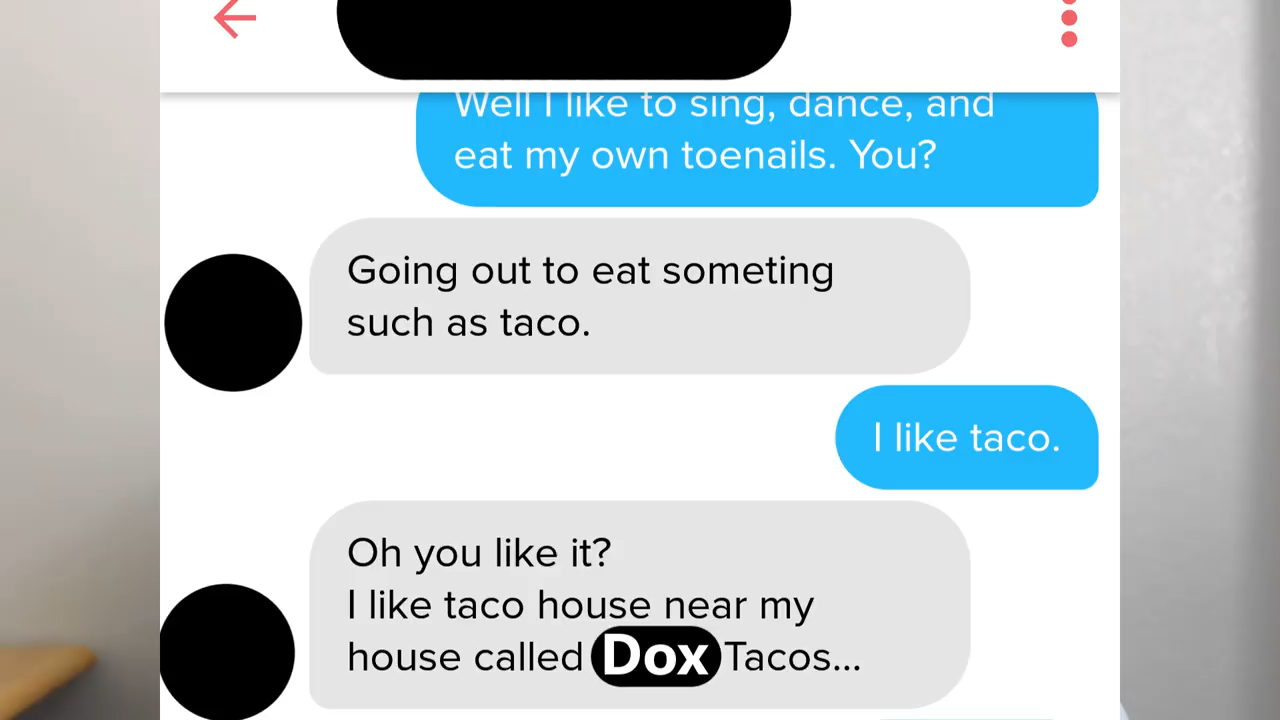 Well I like to sing, dance, and
eat my own toenails. You?
Going out to eat someting
such as taco.
I like taco.
Oh you like it?
I like taco house near my
house called Dox Tacos...